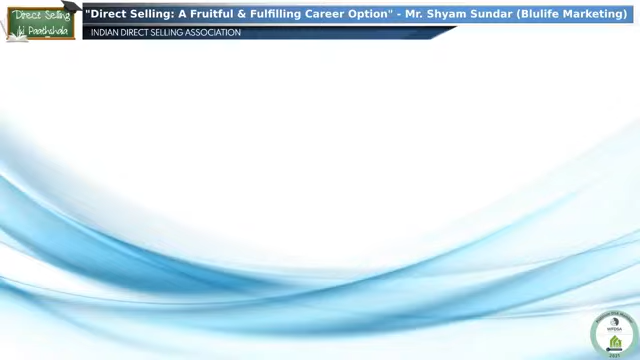 Direct Selling
ki Paathshala
"Direct Selling: A Fruitful & Fulfilling Career Option" - Mr. Shyam Sundar (Blulife Marketing)
INDIAN DIRECT SELLING ASSOCIATION
WFDSA